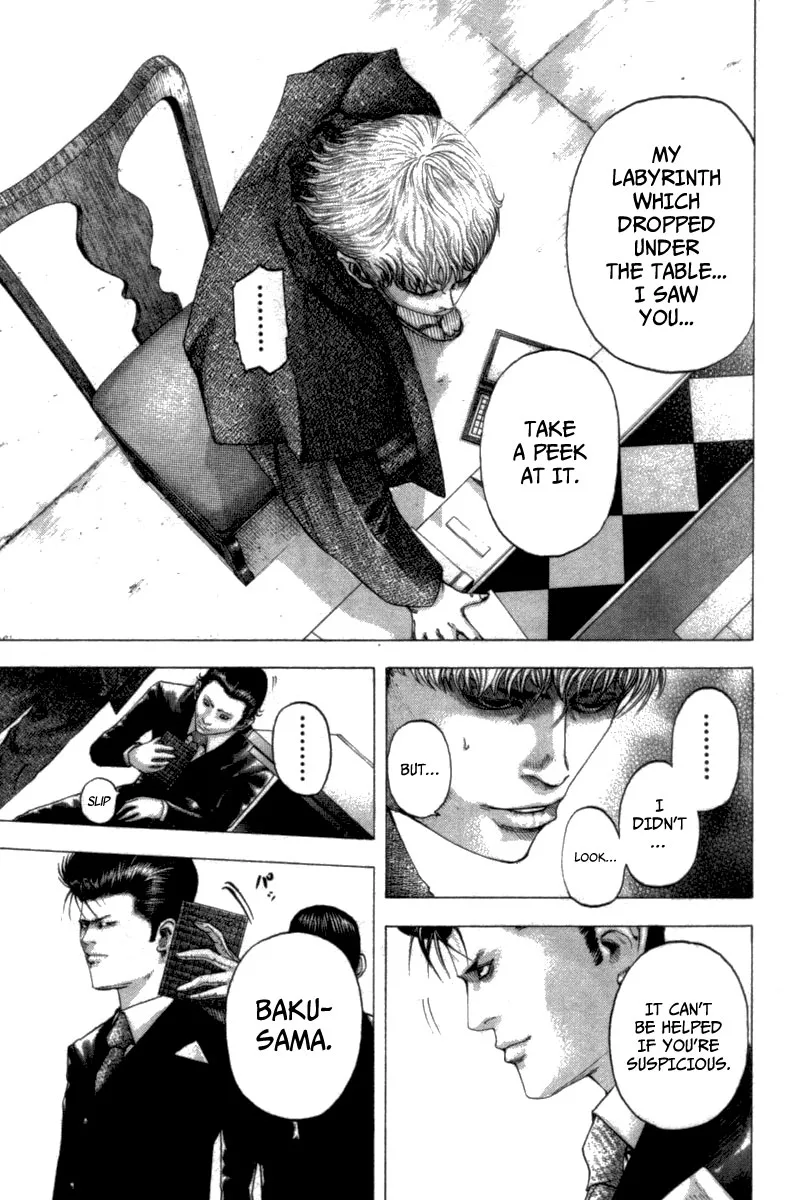 MY
LABYRINTH
WHICH
DROPPED
UNDER
THE TABLE...
I SAW
YOU...
TAKE
A PEEK
AT IT.
........
........
I
DIDN'T
...
LOOK...
BUT...
........
SLIP
IT CAN'T
BE HELPED
IF YOU'RE
SUSPICIOUS.
パ
BAKU-
SAMA.